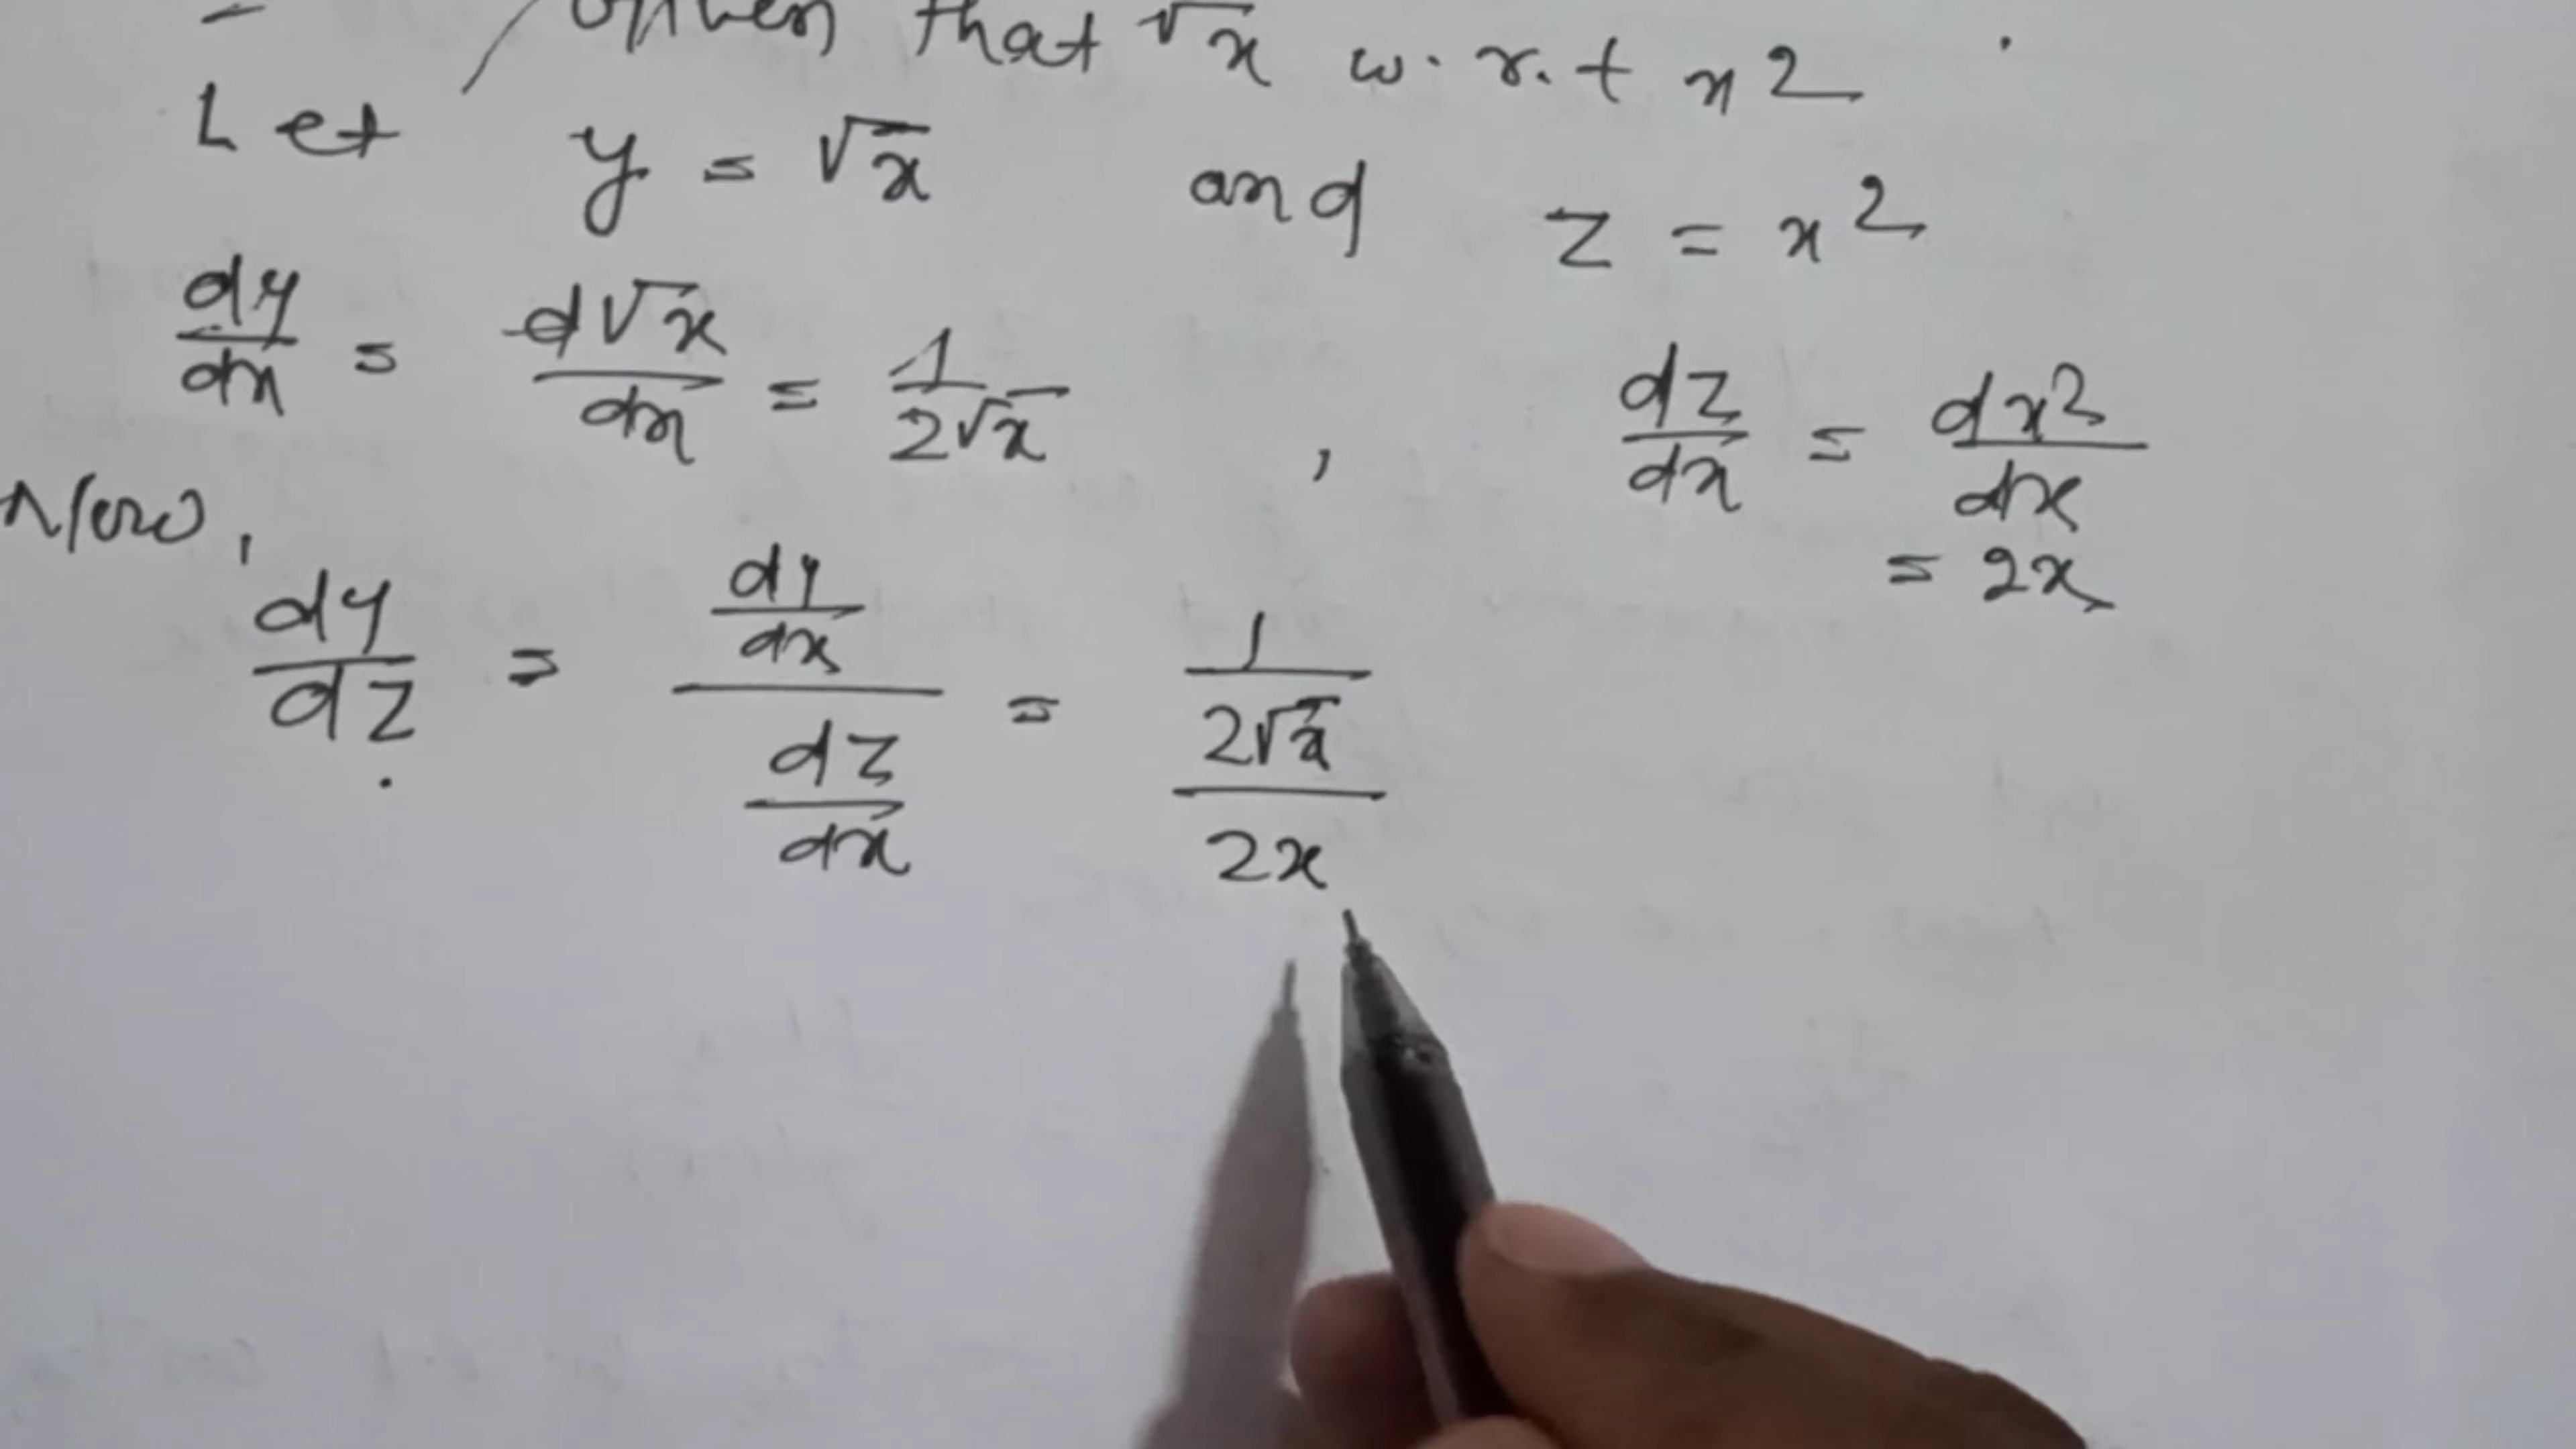 Given that √x w.r.t x²
Let y = √x and z = x²
dy/dx = d√x/dx = 1/2√x , dz/dx = dx²/dx
= 2x
Now,
dy/dz = dy/dx / dz/dx = 1/2√x / 2x